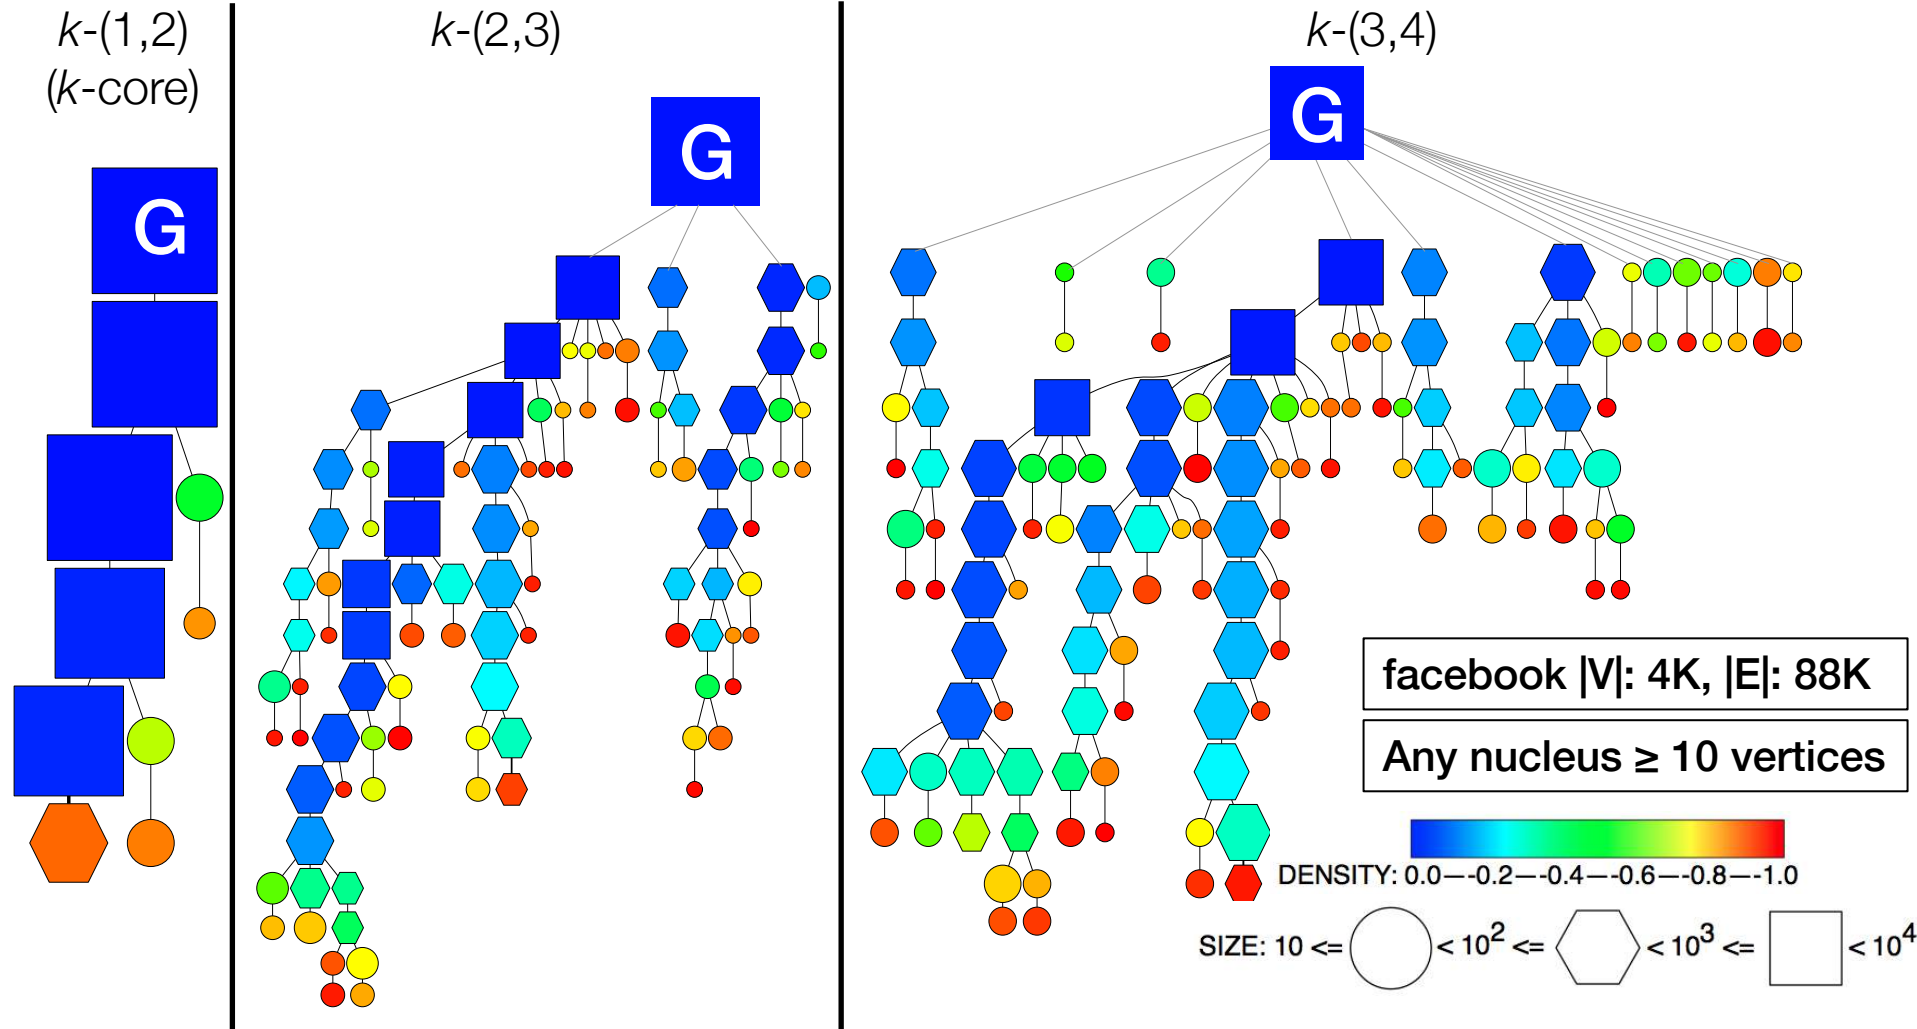 k-(1,2)
(k-core)
k-(2,3)
k-(3,4)
G
G
G
facebook |V|: 4K, |E|: 88K
Any nucleus ≥ 10 vertices
DENSITY: 0.0—-0.2—-0.4—-0.6—-0.8—-1.0
SIZE: 10 <= < 10² <= < 10³ <= < 10⁴